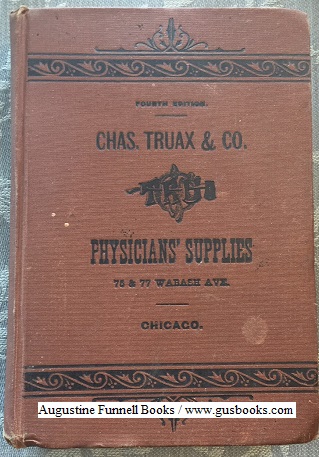 FOURTH EDITION.
CHAS. TRUAX & CO.
PHYSICIANS' SUPPLIES
75 & 77 WABASH AVE.
CHICAGO.
Augustine Funnell Books / www.gusbooks.com